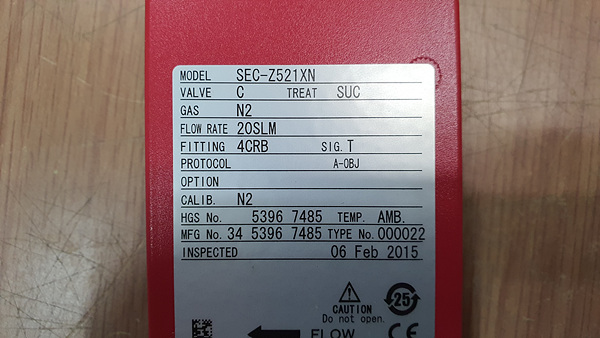 MODEL SEC-Z521XN
VALVE C TREAT SUC
GAS N2
FLOW RATE 20SLM
FITTING 4CRB SIG. T
PROTOCOL A-OBJ
OPTION
CALIB. N2
HGS No. 5396 7485 TEMP. AMB.
MFG No. 34 5396 7485 TYPE No. 000022
INSPECTED 06 Feb 2015
CAUTION
Do not open.
25
FLOW
CE